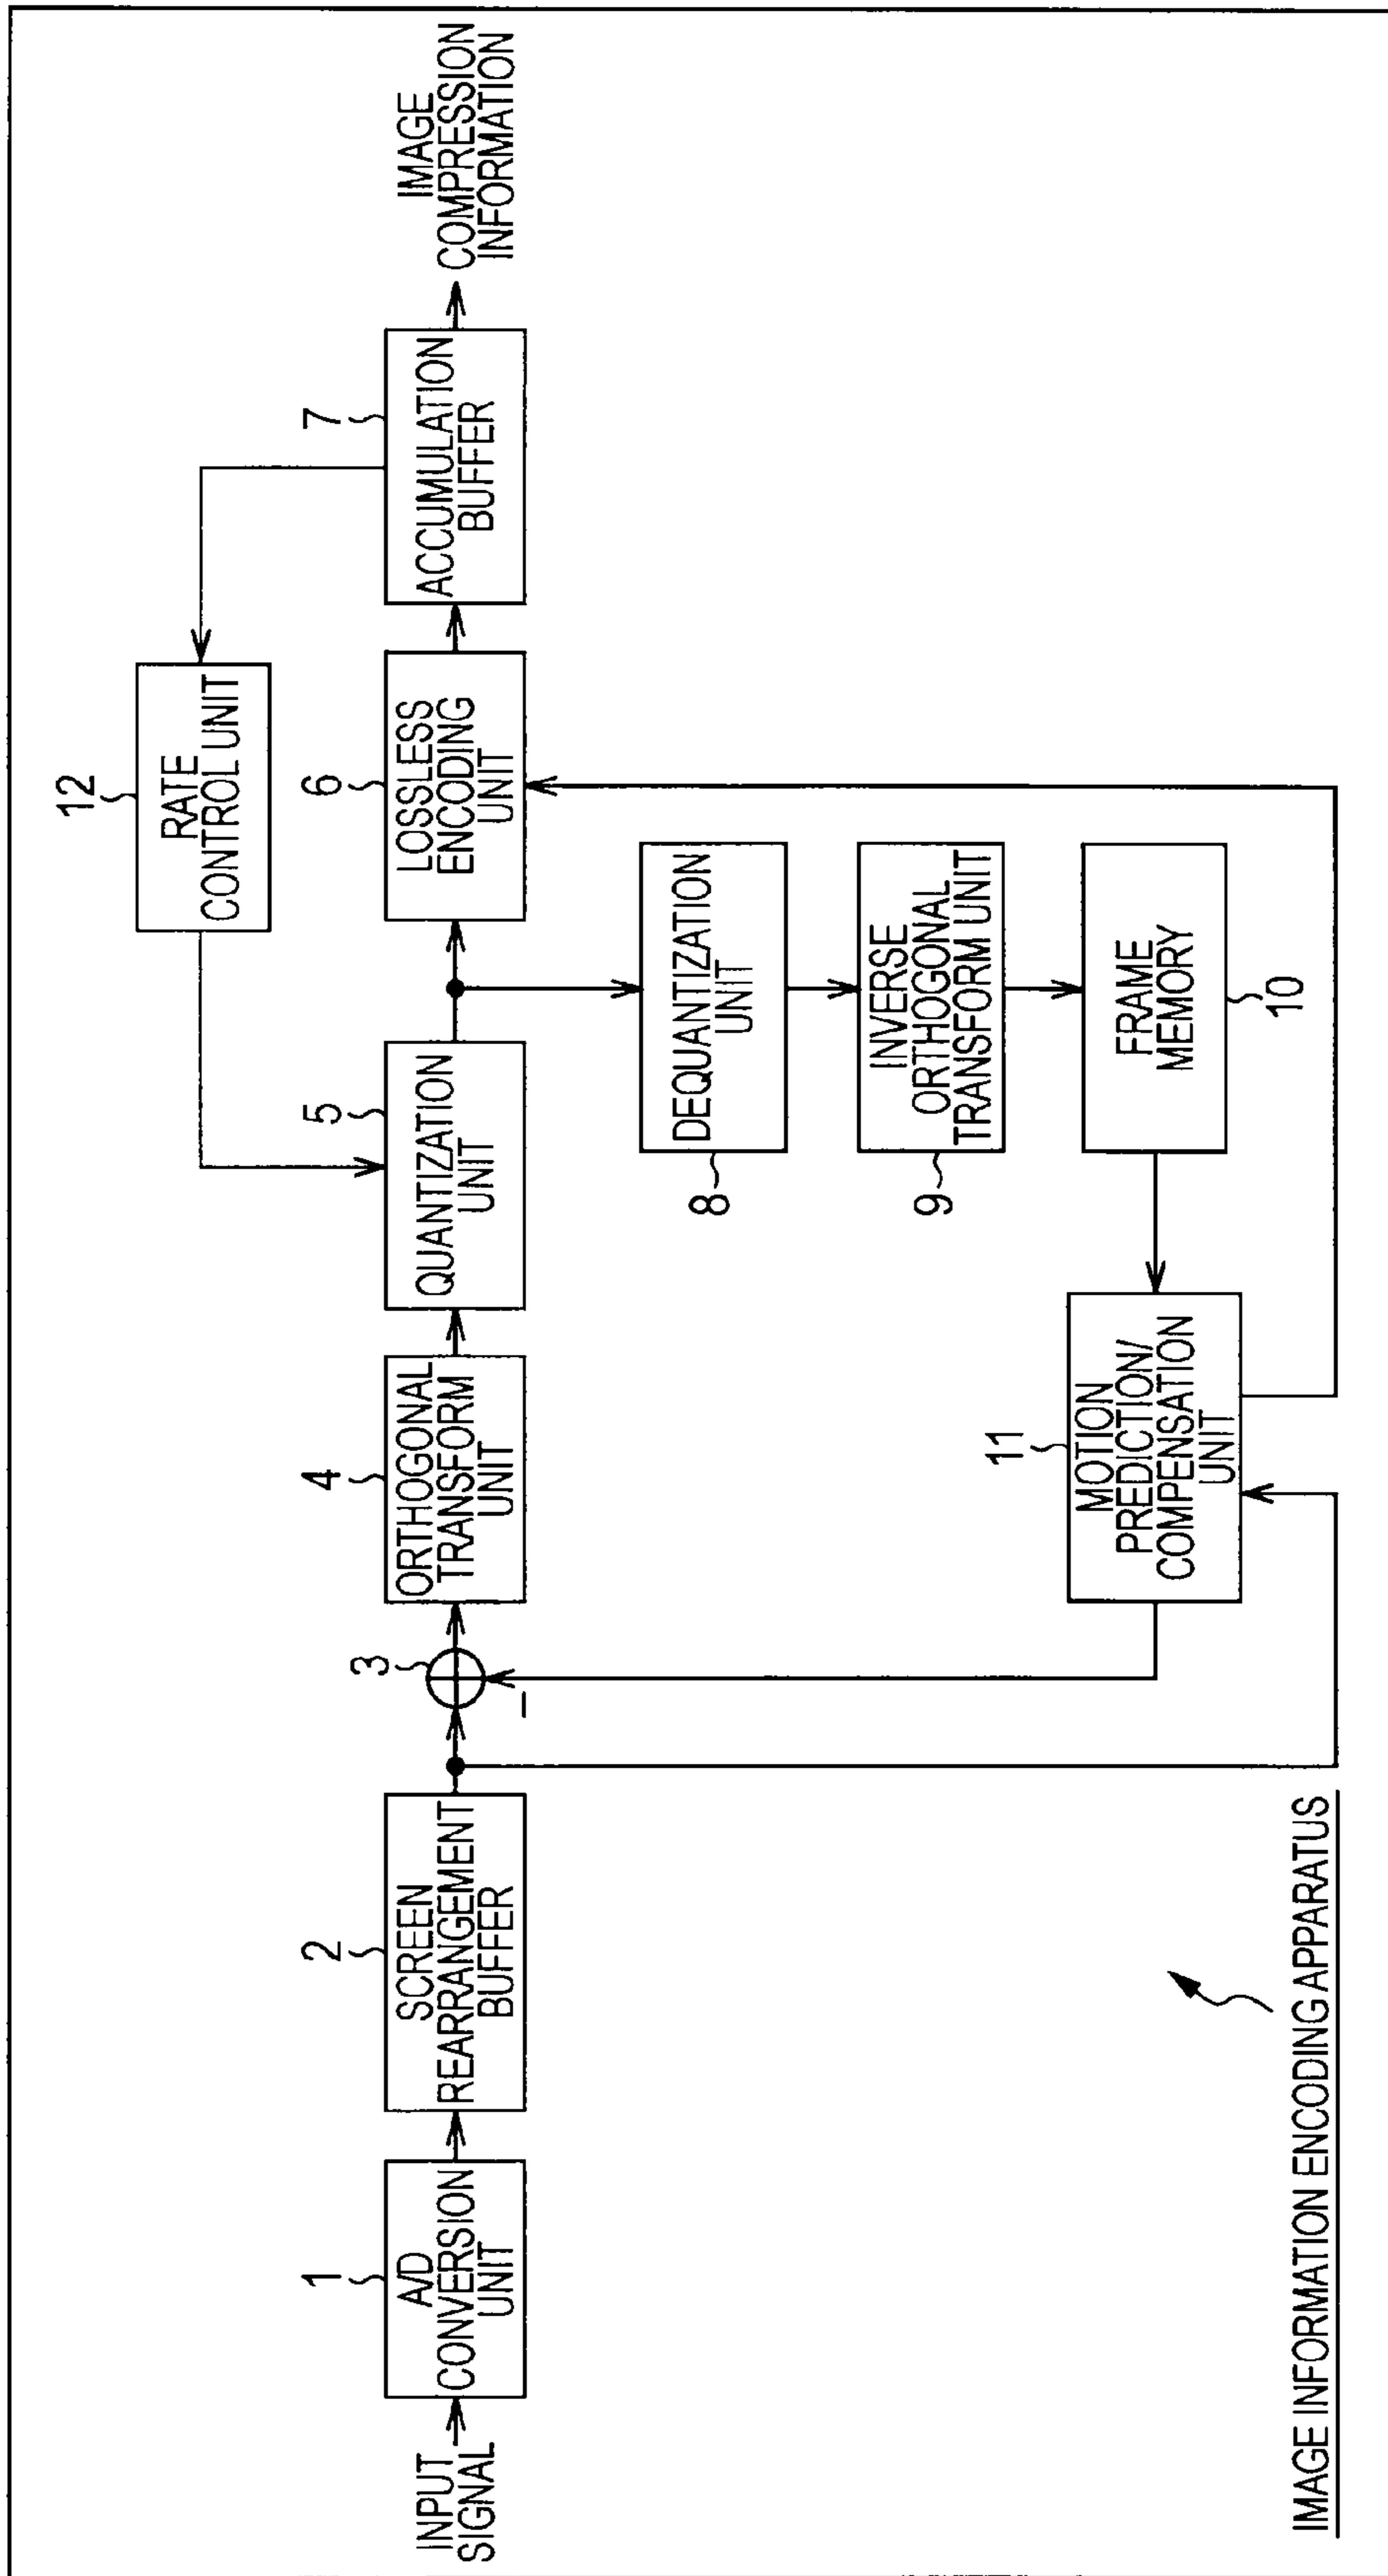 12
RATE
CONTROL UNIT
INPUT
SIGNAL
1
A/D
CONVERSION
UNIT
2
SCREEN
REARRANGEMENT
BUFFER
3
–
4
ORTHOGONAL
TRANSFORM
UNIT
5
QUANTIZATION
UNIT
6
LOSSLESS
ENCODING
UNIT
7
ACCUMULATION
BUFFER
IMAGE
COMPRESSION
INFORMATION
8
DEQUANTIZATION
UNIT
9
INVERSE
ORTHOGONAL
TRANSFORM UNIT
11
MOTION
PREDICTION/
COMPENSATION
UNIT
FRAME
MEMORY
10
IMAGE INFORMATION ENCODING APPARATUS